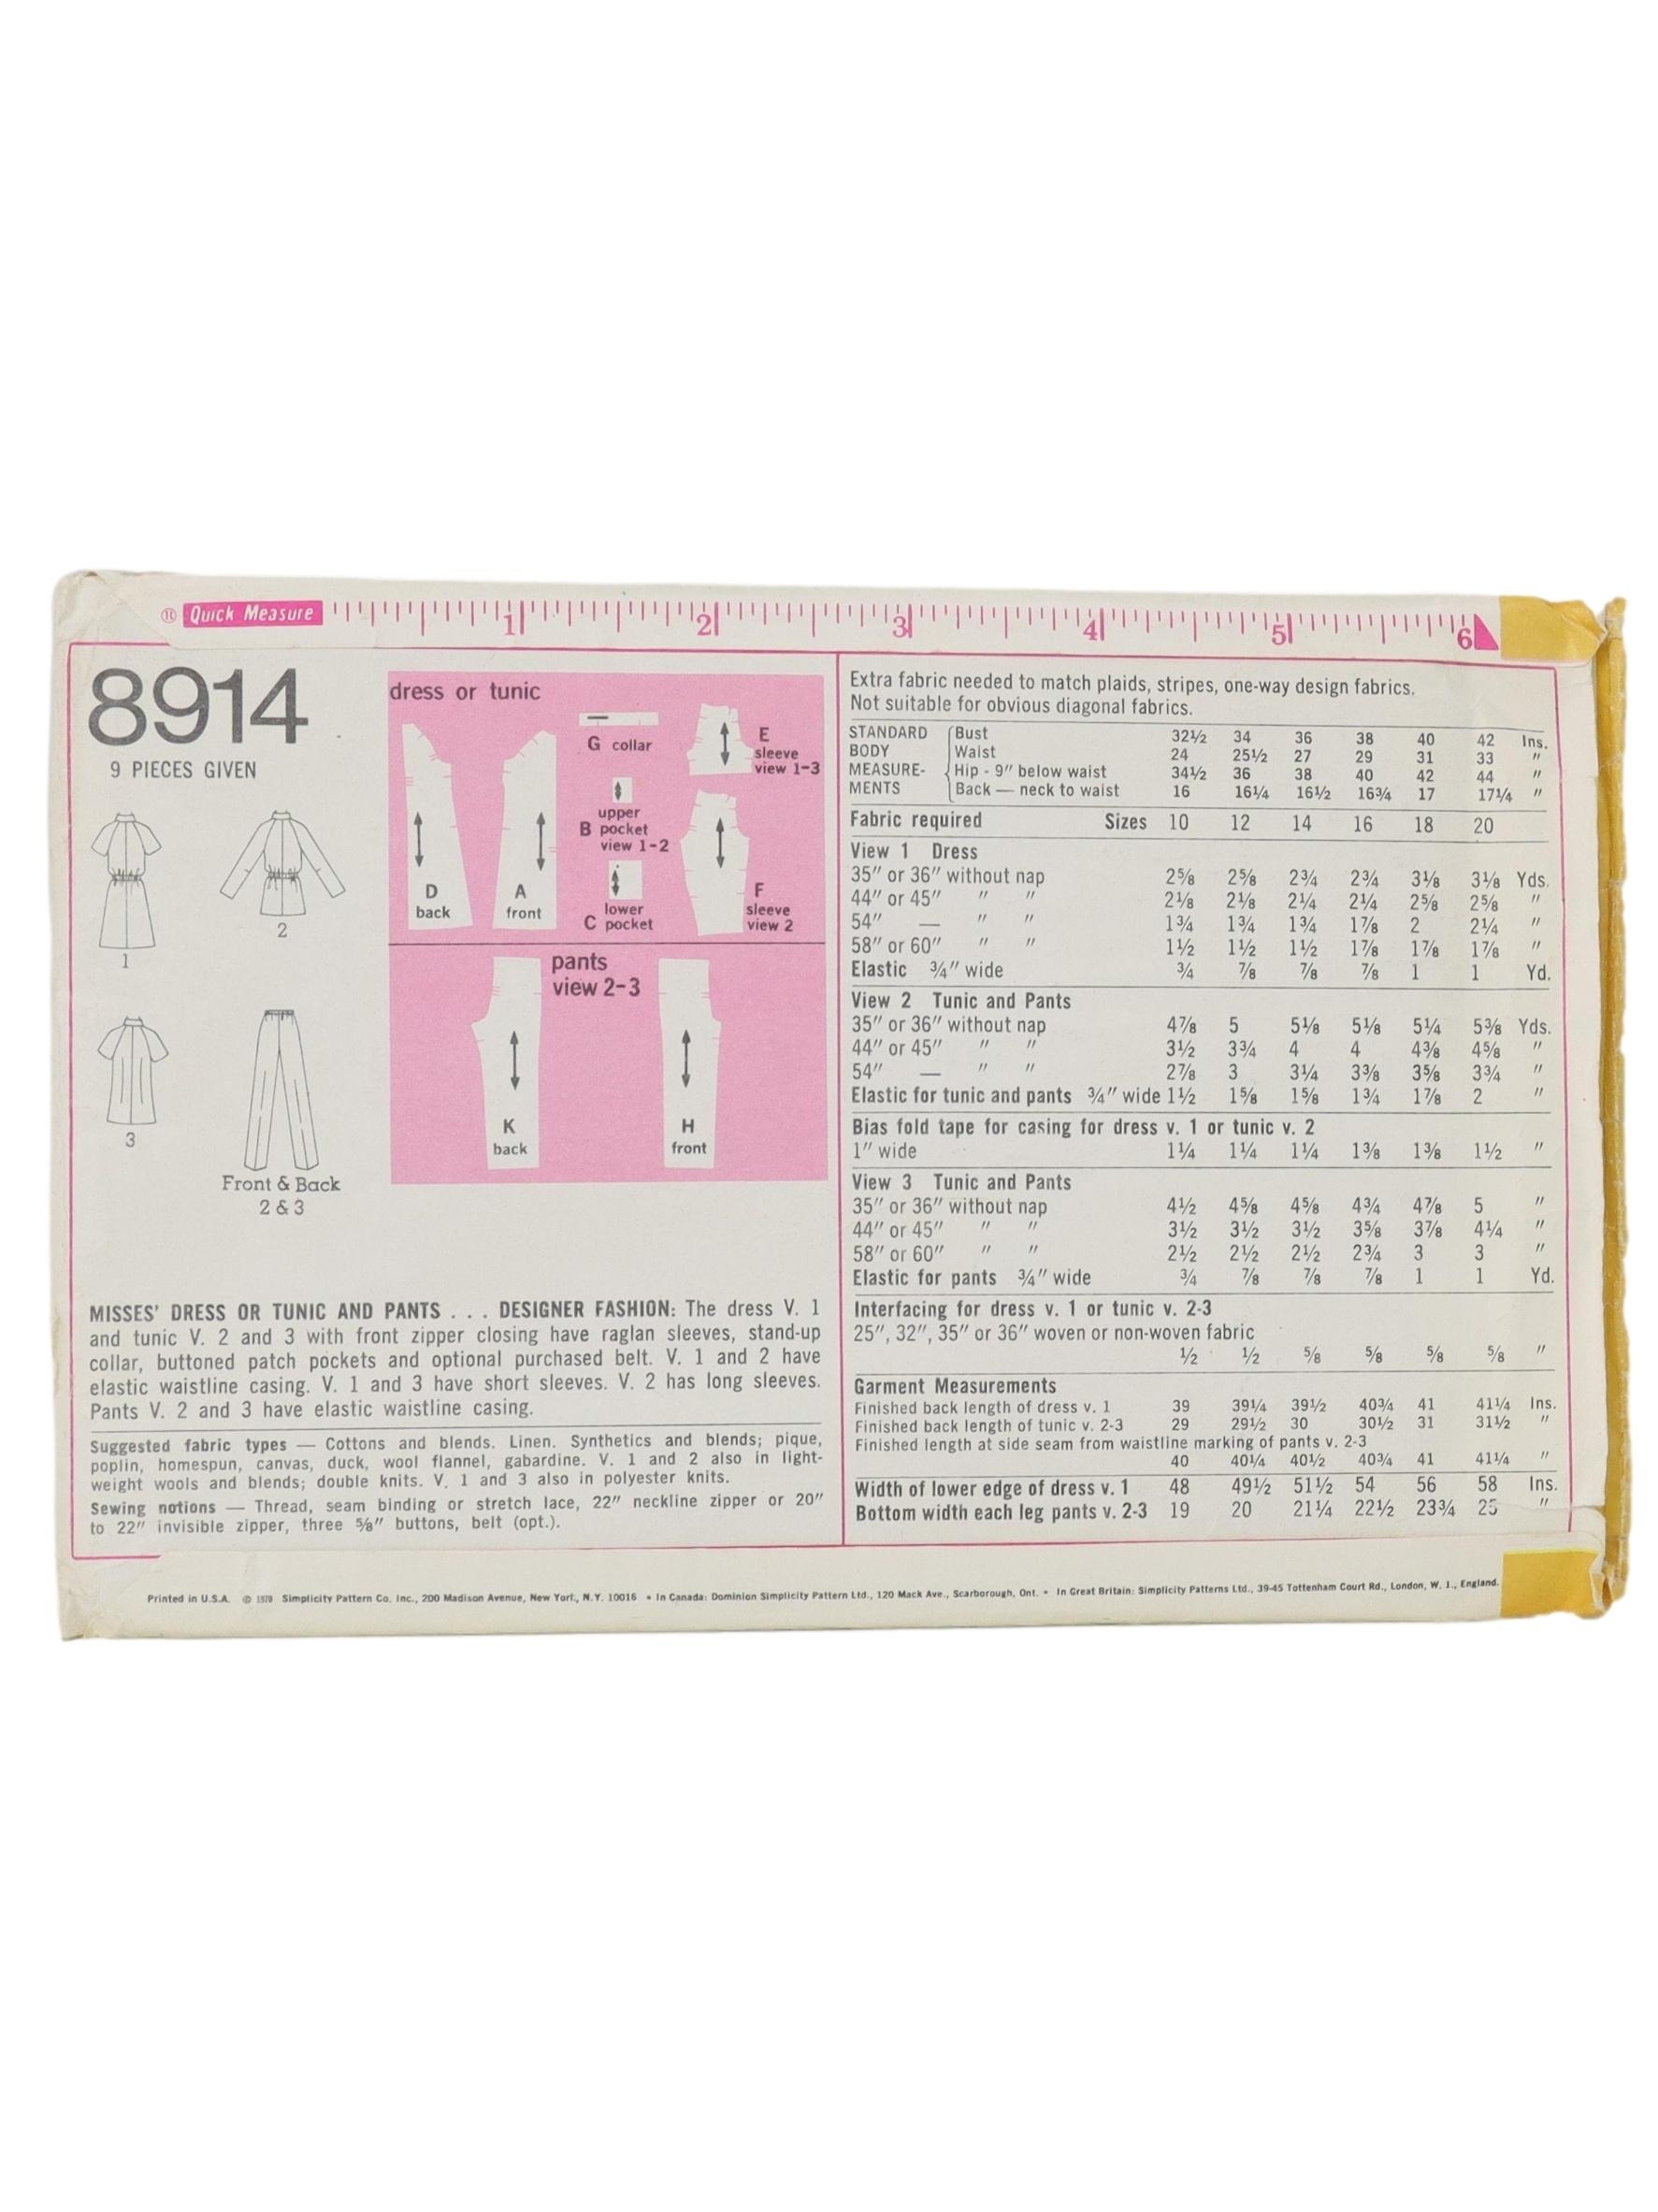 ® Quick Measure 1 2 3 4 5 6
8914
9 PIECES GIVEN
1
2
3
Front & Back
2 & 3
dress or tunic
D
back
A
front
G collar
upper
B pocket
view 1-2
lower
C pocket
E
sleeve
view 1-3
F
sleeve
view 2
pants
view 2-3
K
back
H
front
MISSES' DRESS OR TUNIC AND PANTS . . . DESIGNER FASHION: The dress V. 1
and tunic V. 2 and 3 with front zipper closing have raglan sleeves, stand-up
collar, buttoned patch pockets and optional purchased belt. V. 1 and 2 have
elastic waistline casing. V. 1 and 3 have short sleeves. V. 2 has long sleeves.
Pants V. 2 and 3 have elastic waistline casing.
Suggested fabric types — Cottons and blends. Linen. Synthetics and blends; pique,
poplin, homespun, canvas, duck, wool flannel, gabardine. V. 1 and 2 also in light-
weight wools and blends; double knits. V. 1 and 3 also in polyester knits.
Sewing notions — Thread, seam binding or stretch lace, 22″ neckline zipper or 20″
to 22″ invisible zipper, three ⅝″ buttons, belt (opt.).
Extra fabric needed to match plaids, stripes, one-way design fabrics.
Not suitable for obvious diagonal fabrics.
STANDARD Bust 32½ 34 36 38 40 42 Ins.
BODY Waist 24 25½ 27 29 31 33 ″
MEASURE- Hip - 9″ below waist 34½ 36 38 40 42 44 ″
MENTS Back — neck to waist 16 16¼ 16½ 16¾ 17 17¼ ″
Fabric required Sizes 10 12 14 16 18 20
View 1 Dress
35″ or 36″ without nap 2⅝ 2⅝ 2¾ 2¾ 3⅛ 3⅛ Yds.
44″ or 45″ ″ ″ 2⅛ 2⅛ 2¼ 2¼ 2⅝ 2⅝ ″
54″ — ″ ″ 1¾ 1¾ 1¾ 1⅞ 2 2¼ ″
58″ or 60″ ″ ″ 1½ 1½ 1½ 1⅞ 1⅞ 1⅞ ″
Elastic ¾″ wide ¾ ⅞ ⅞ ⅞ 1 1 Yd.
View 2 Tunic and Pants
35″ or 36″ without nap 4⅞ 5 5⅛ 5⅛ 5¼ 5⅜ Yds.
44″ or 45″ ″ ″ 3½ 3¾ 4 4 4⅜ 4⅝ ″
54″ — ″ ″ 2⅞ 3 3¼ 3⅜ 3⅝ 3¾ ″
Elastic for tunic and pants ¾″ wide 1½ 1⅝ 1⅝ 1¾ 1⅞ 2 ″
Bias fold tape for casing for dress v. 1 or tunic v. 2
1″ wide 1¼ 1¼ 1¼ 1⅜ 1⅜ 1½ ″
View 3 Tunic and Pants
35″ or 36″ without nap 4½ 4⅝ 4⅝ 4¾ 4⅞ 5 ″
44″ or 45″ ″ ″ 3½ 3½ 3½ 3⅝ 3⅞ 4¼ ″
58″ or 60″ ″ ″ 2½ 2½ 2½ 2¾ 3 3 ″
Elastic for pants ¾″ wide ¾ ⅞ ⅞ ⅞ 1 1 Yd.
Interfacing for dress v. 1 or tunic v. 2-3
25″, 32″, 35″ or 36″ woven or non-woven fabric
½ ½ ⅝ ⅝ ⅝ ⅝ ″
Garment Measurements
Finished back length of dress v. 1 39 39¼ 39½ 40¾ 41 41¼ Ins.
Finished back length of tunic v. 2-3 29 29½ 30 30½ 31 31½ ″
Finished length at side seam from waistline marking of pants v. 2-3
40 40¼ 40½ 40¾ 41 41¼ ″
Width of lower edge of dress v. 1 48 49½ 51½ 54 56 58 Ins.
Bottom width each leg pants v. 2-3 19 20 21¼ 22½ 23¾ 25 ″
Printed in U.S.A. © 1970 Simplicity Pattern Co. Inc., 200 Madison Avenue, New York, N.Y. 10016 • In Canada: Dominion Simplicity Pattern Ltd., 120 Mack Ave., Scarborough, Ont. • In Great Britain: Simplicity Patterns Ltd., 39-45 Tottenham Court Rd., London, W. 1., England.